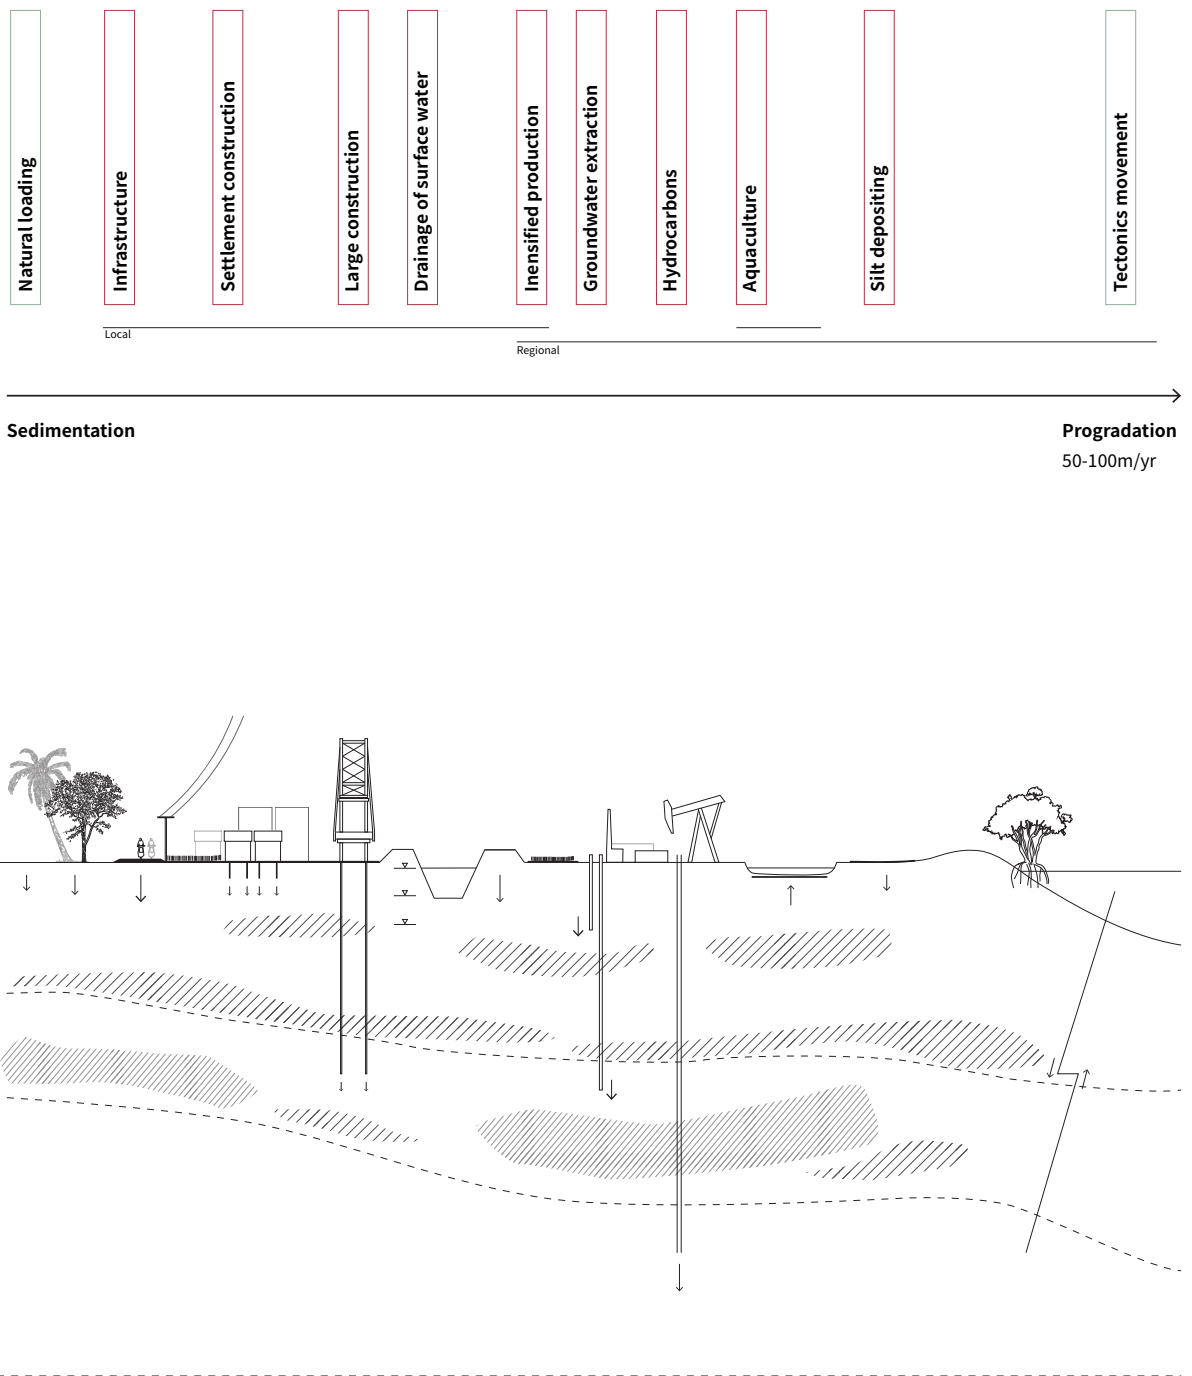 Natural loading
Infrastructure
Settlement construction
Large construction
Drainage of surface water
Inensified production
Groundwater extraction
Hydrocarbons
Aquaculture
Silt depositing
Tectonics movement
Local
Regional
Sedimentation
Progradation
50-100m/yr